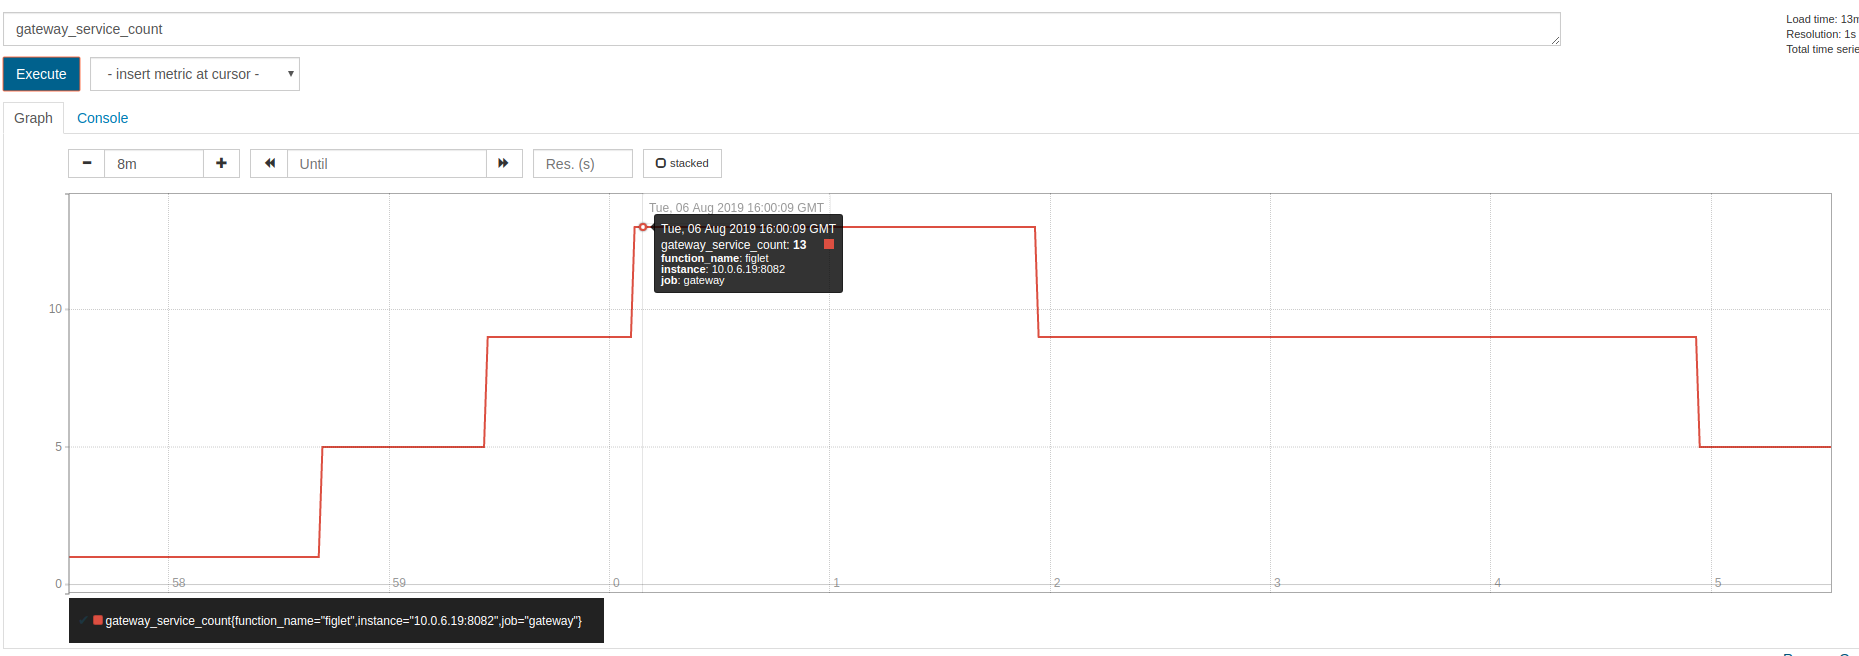 gateway_service_count
Load time: 13m
Resolution: 1s
Total time serie
Execute
- insert metric at cursor -
Graph Console
8m
Until
Res. (s)
stacked
Tue, 06 Aug 2019 16:00:09 GMT
Tue, 06 Aug 2019 16:00:09 GMT
gateway_service_count: 13
function_name: figlet
instance: 10.0.6.19:8082
job: gateway
10
5
0
58 59 0 1 2 3 4 5
gateway_service_count{function_name="figlet",instance="10.0.6.19:8082",job="gateway"}